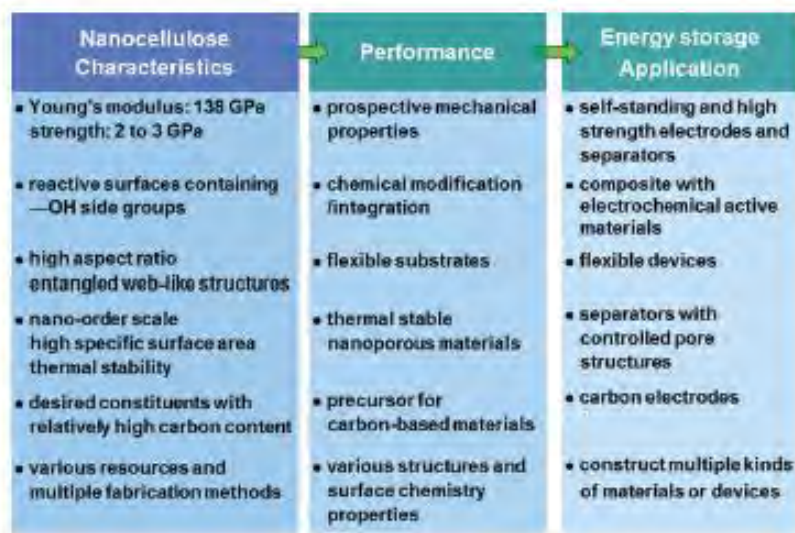 Nanocellulose
Characteristics
• Young's modulus: 138 GPa
strength: 2 to 3 GPa
• reactive surfaces containing
—OH side groups
• high aspect ratio
entangled web-like structures
• nano-order scale
high specific surface area
thermal stability
• desired constituents with
relatively high carbon content
• various resources and
multiple fabrication methods
Performance
• prospective mechanical
properties
• chemical modification
/integration
• flexible substrates
• thermal stable
nanoporous materials
• precursor for
carbon-based materials
• various structures and
surface chemistry
properties
Energy storage
Application
• self-standing and high
strength electrodes and
separators
• composite with
electrochemical active
materials
• flexible devices
• separators with
controlled pore
structures
• carbon electrodes
• construct multiple kinds
of materials or devices